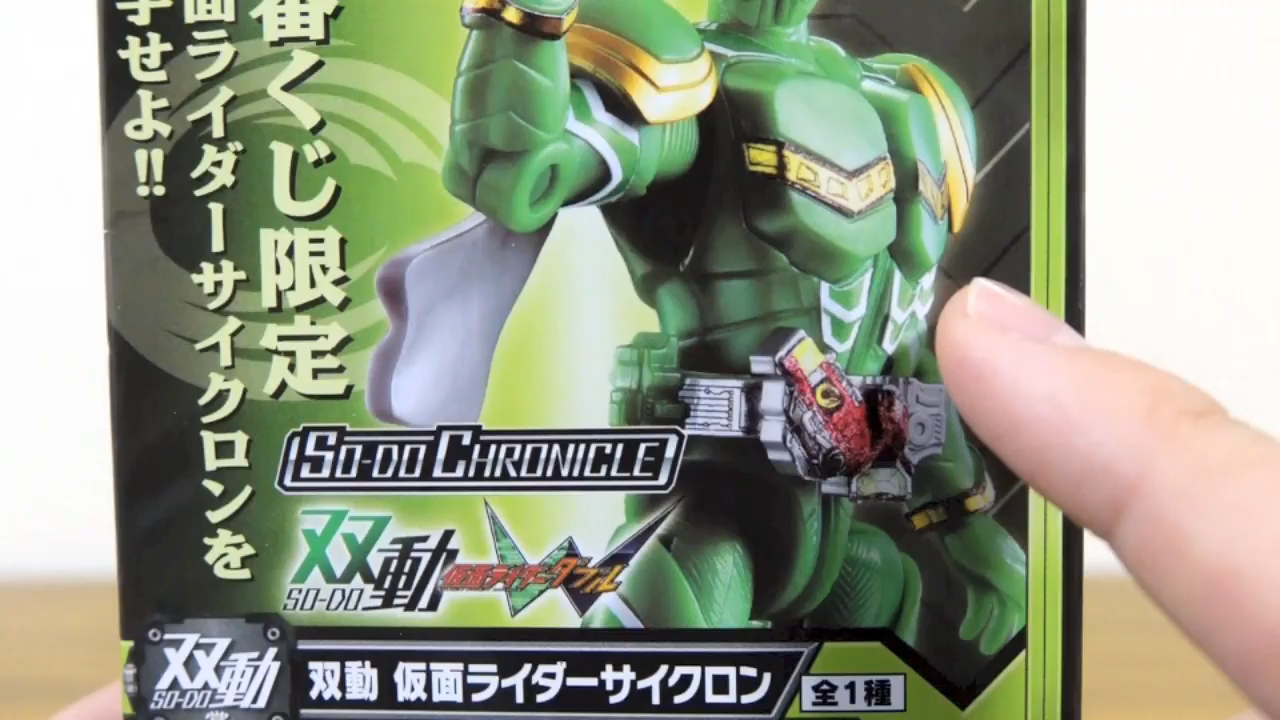 番くじ限定
面ライダーサイクロンを
手せよ!!
SO-DO CHRONICLE
双動
SO-DO
仮面ライダーダブル
双動
SO-DO
賞
双動 仮面ライダーサイクロン
全1種